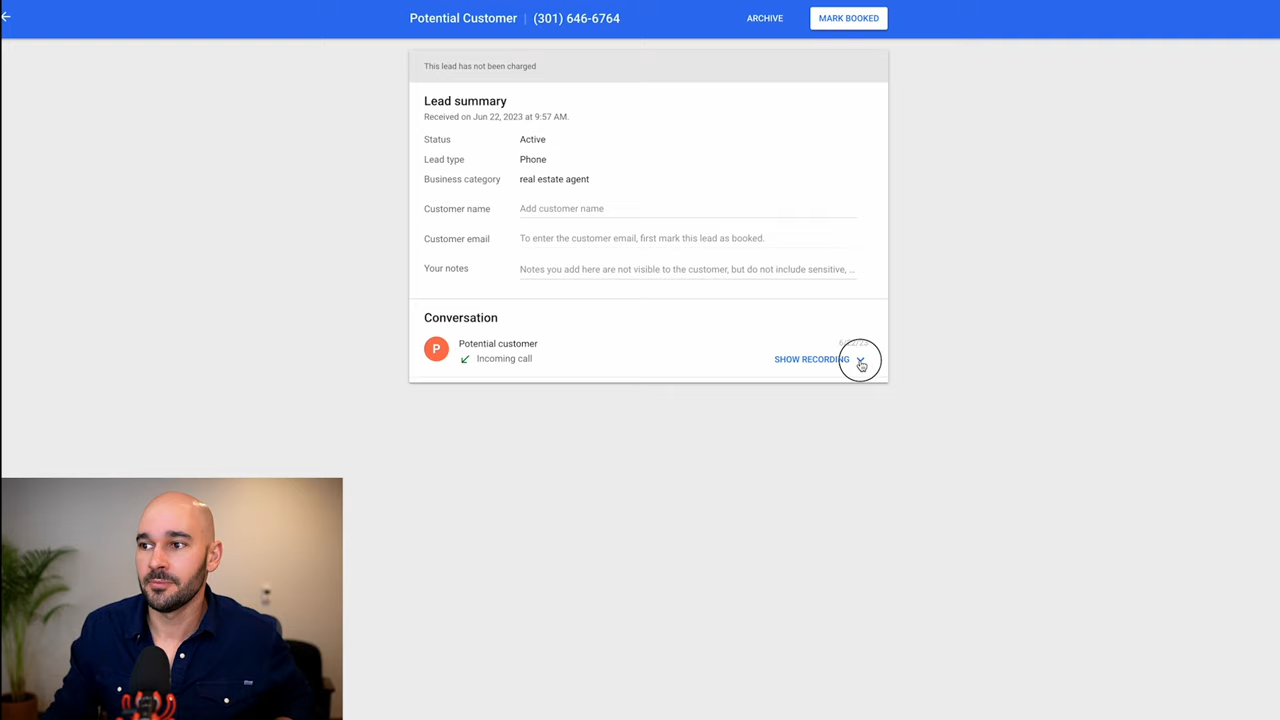 Potential Customer | (301) 646-6764 ARCHIVE MARK BOOKED
This lead has not been charged
Lead summary
Received on Jun 22, 2023 at 9:57 AM.
Status Active
Lead type Phone
Business category real estate agent
Customer name Add customer name
Customer email To enter the customer email, first mark this lead as booked.
Your notes Notes you add here are not visible to the customer, but do not include sensitive, ...
Conversation
P Potential customer
Incoming call SHOW RECORDING